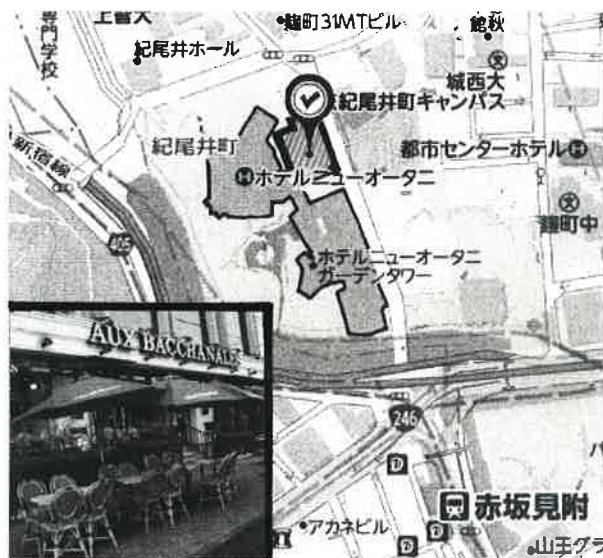 上智大
専門学校
紀尾井ホール
麹町31MTビル
館秋
城西大
紀尾井町キャンパス
紀尾井町
都市センターホテル
ホテルニューオータニ
麹町中
新宿線
405
ホテルニューオータニ
ガーデンタワー
AUX BACCHANALES
246
赤坂見附
アカネビル
山王グラ